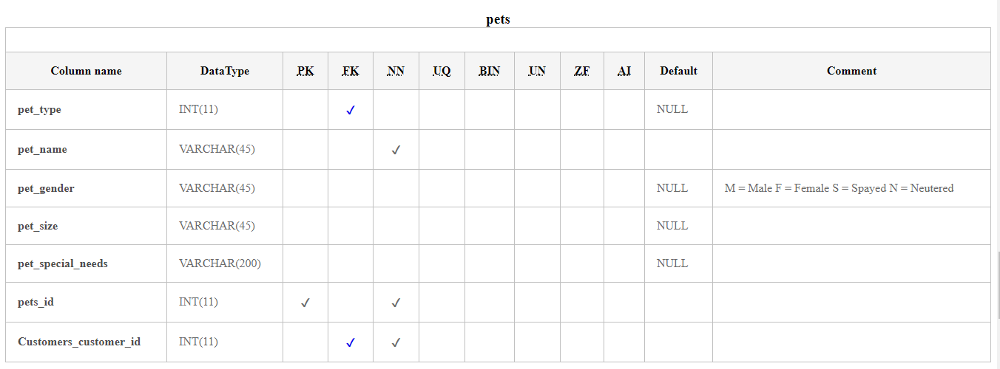 pets
Column name DataType PK FK NN UQ BIN UN ZF AI Default Comment
pet_type INT(11) ✓ NULL
pet_name VARCHAR(45) ✓
pet_gender VARCHAR(45) NULL M = Male F = Female S = Spayed N = Neutered
pet_size VARCHAR(45) NULL
pet_special_needs VARCHAR(200) NULL
pets_id INT(11) ✓ ✓
Customers_customer_id INT(11) ✓ ✓